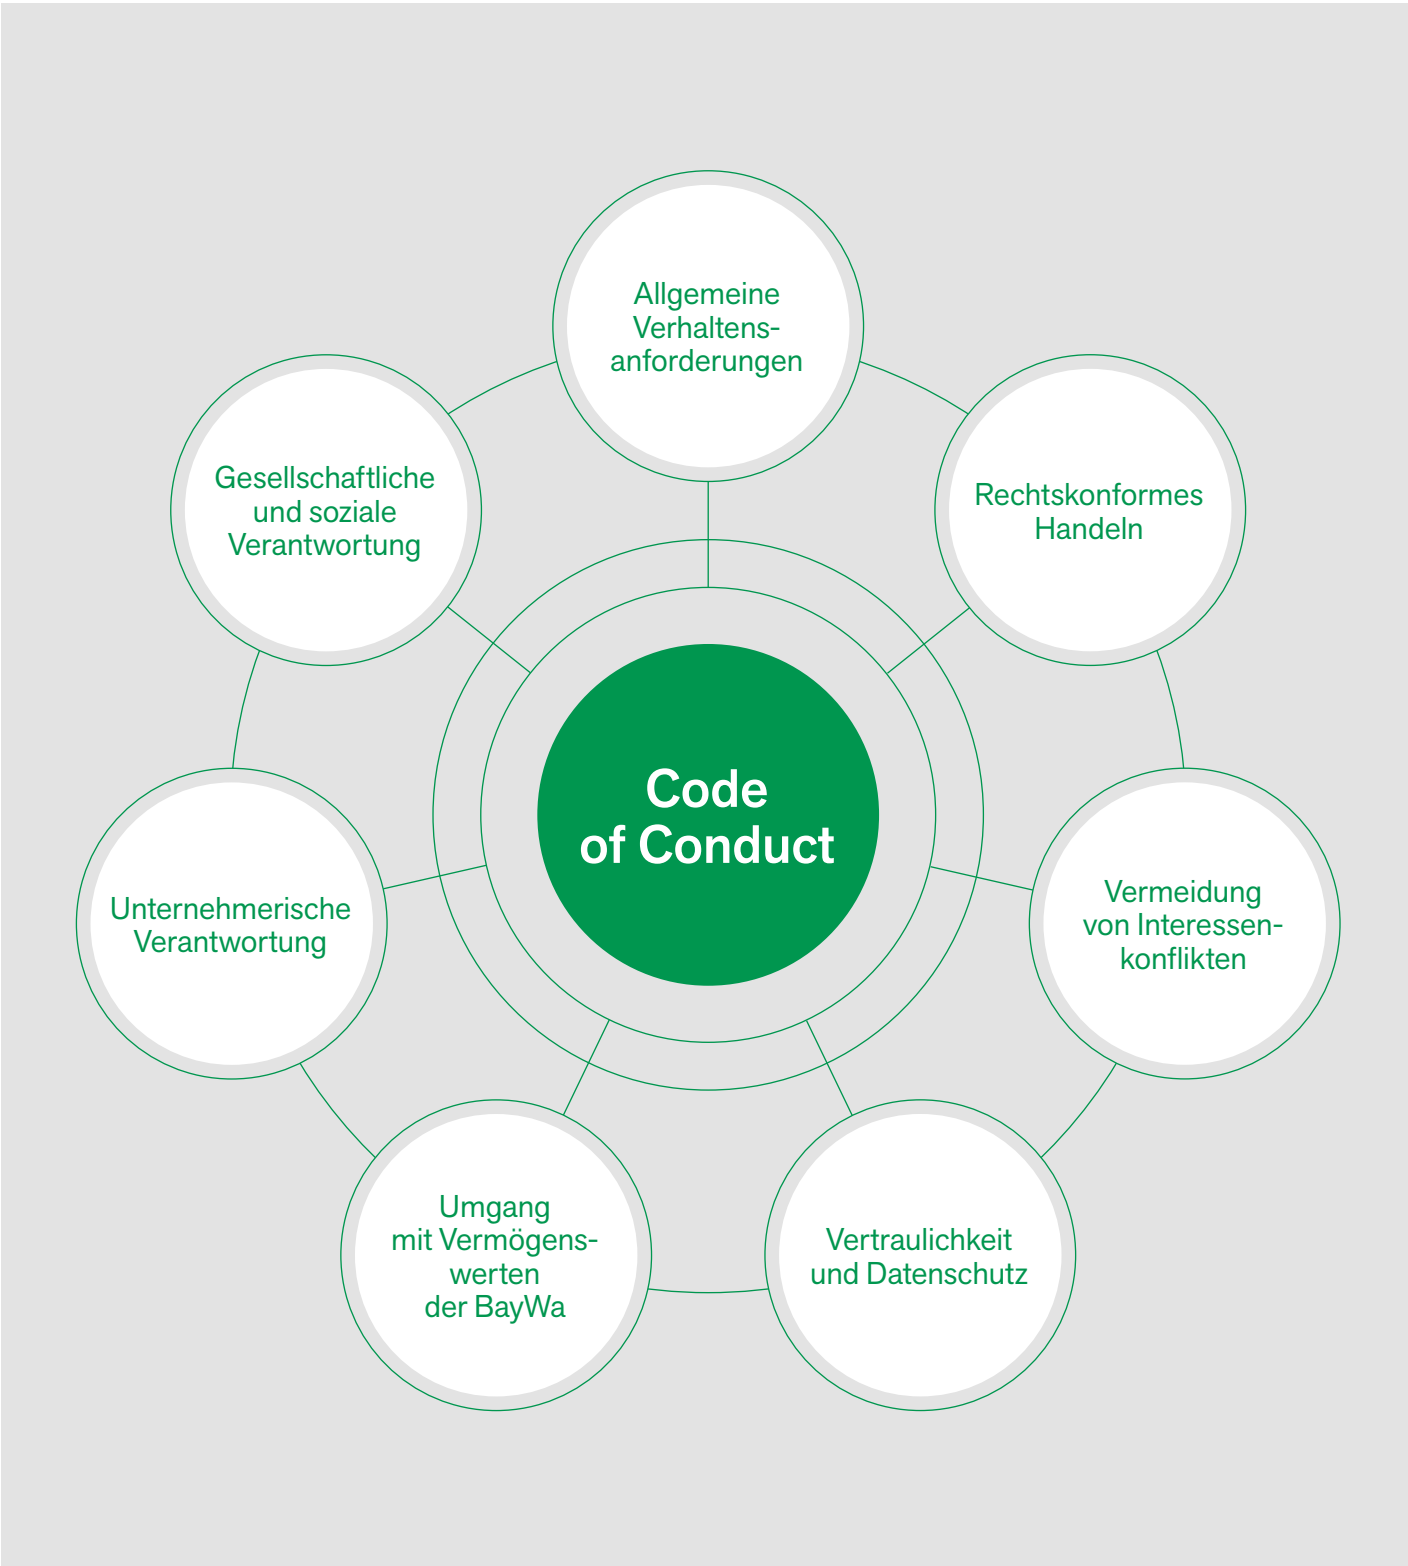 Allgemeine
Verhaltens-
anforderungen
Rechtskonformes
Handeln
Vermeidung
von Interessen-
konflikten
Vertraulichkeit
und Datenschutz
Umgang
mit Vermögens-
werten
der BayWa
Unternehmerische
Verantwortung
Gesellschaftliche
und soziale
Verantwortung
Code
of Conduct